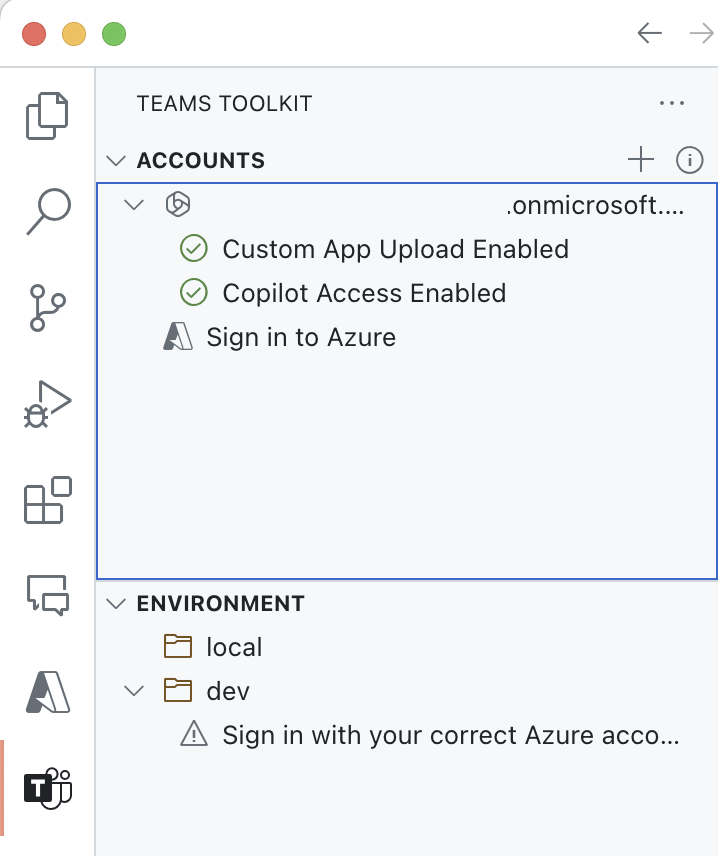 TEAMS TOOLKIT
ACCOUNTS
.onmicrosoft....
Custom App Upload Enabled
Copilot Access Enabled
Sign in to Azure
ENVIRONMENT
local
dev
Sign in with your correct Azure acco...
T